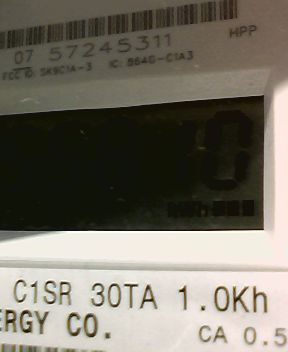 07 57245311
HPP
FCC ID: SK9C1A-3 IC: 864G-C1A3
0
C1SR 30TA 1.0Kh
ERGY CO.
CA 0.5